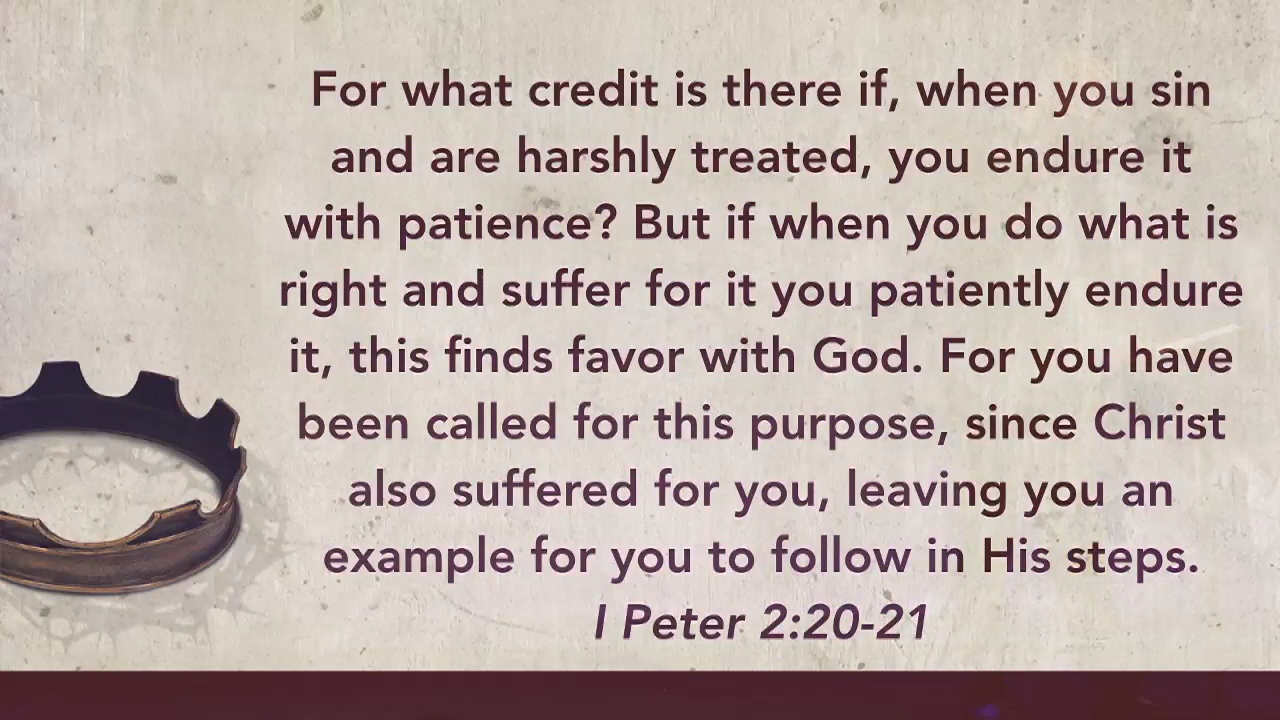 For what credit is there if, when you sin
and are harshly treated, you endure it
with patience? But if when you do what is
right and suffer for it you patiently endure
it, this finds favor with God. For you have
been called for this purpose, since Christ
also suffered for you, leaving you an
example for you to follow in His steps.
I Peter 2:20-21